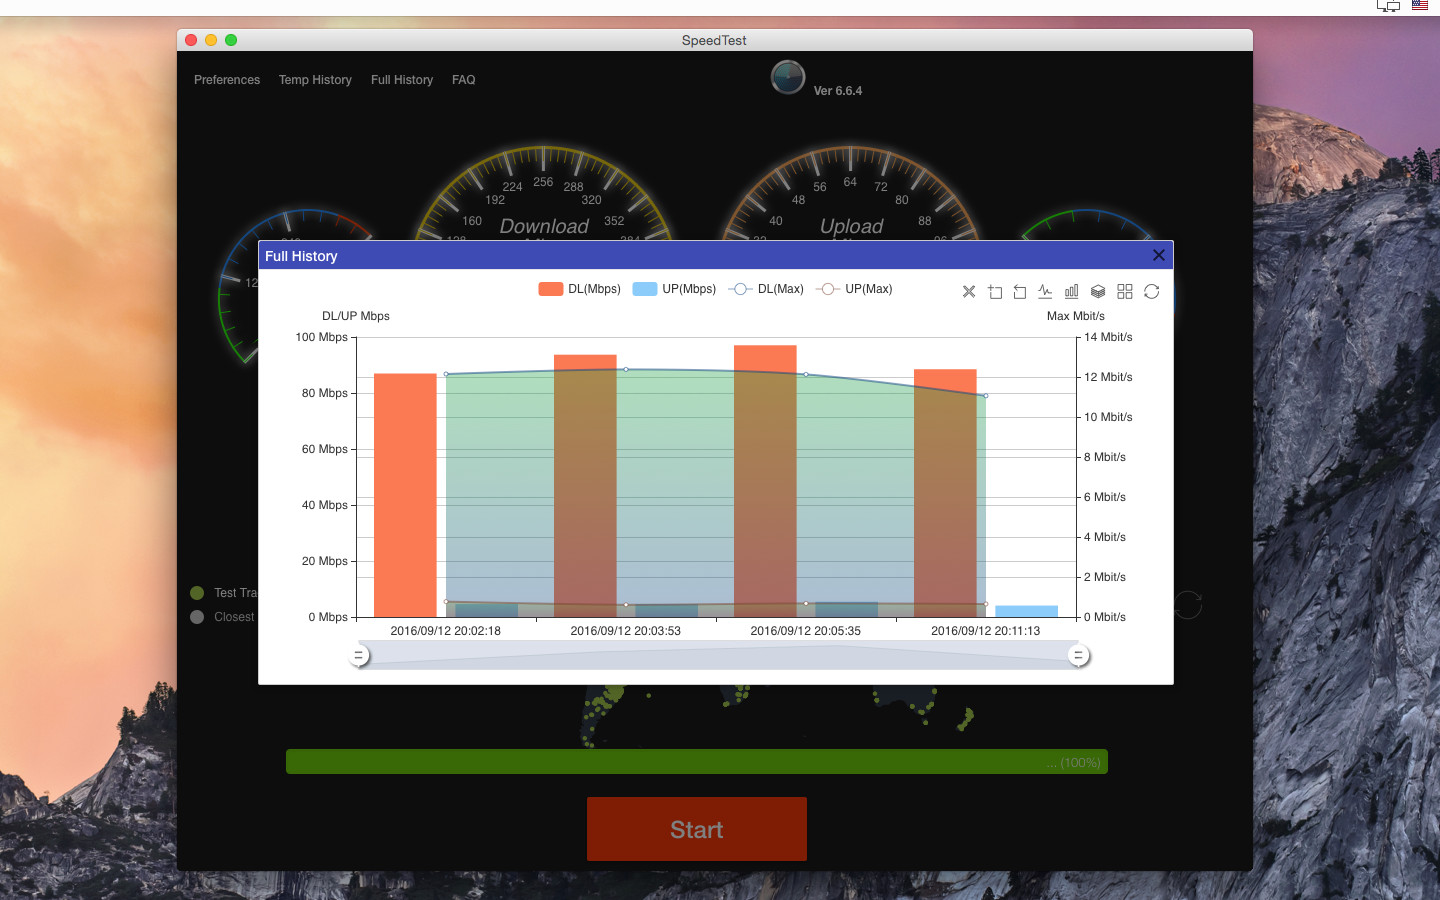 SpeedTest
Preferences Temp History Full History FAQ
Ver 6.6.4
160 192 224 256 288 320 352
Download
40 48 56 64 72 80 88
Upload
Full History
DL(Mbps) UP(Mbps) DL(Max) UP(Max)
DL/UP Mbps
Max Mbit/s
100 Mbps
80 Mbps
60 Mbps
40 Mbps
20 Mbps
0 Mbps
14 Mbit/s
12 Mbit/s
10 Mbit/s
8 Mbit/s
6 Mbit/s
4 Mbit/s
2 Mbit/s
0 Mbit/s
2016/09/12 20:02:18 2016/09/12 20:03:53 2016/09/12 20:05:35 2016/09/12 20:11:13
Test Tra
Closest
... (100%)
Start